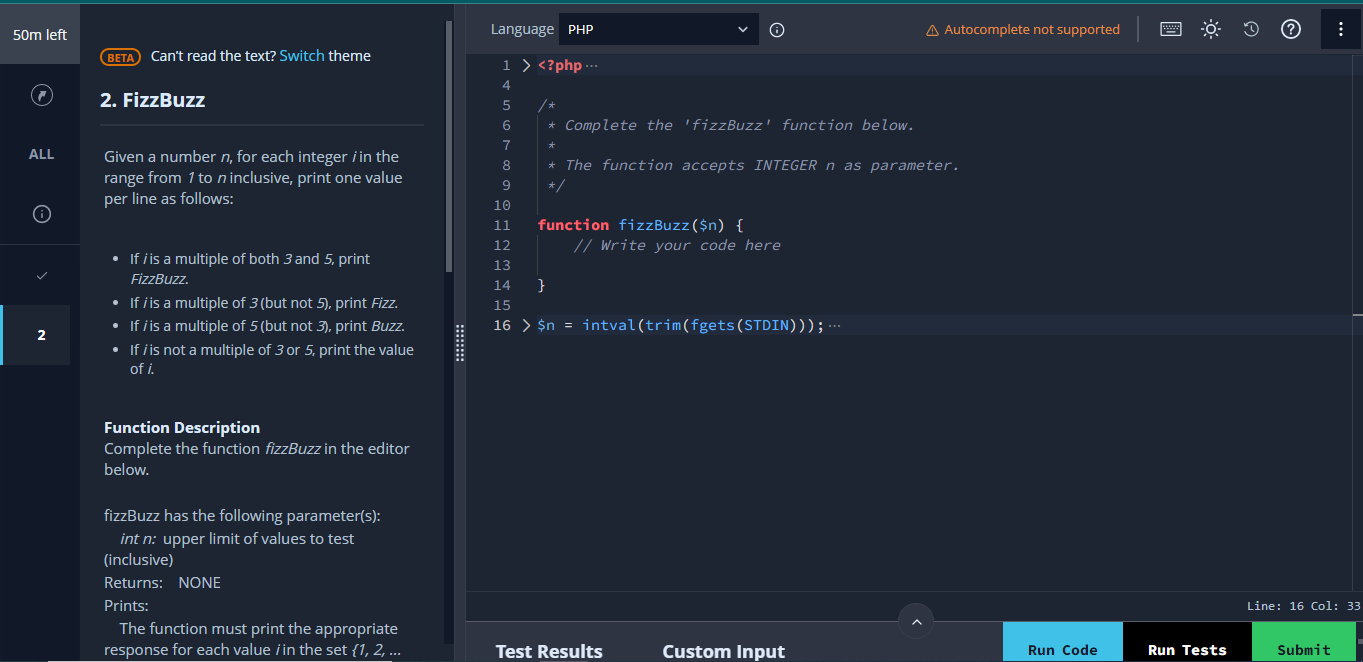 50m left
ALL
2
BETA Can't read the text? Switch theme
2. FizzBuzz
Given a number n, for each integer i in the
range from 1 to n inclusive, print one value
per line as follows:
• If i is a multiple of both 3 and 5, print
FizzBuzz.
• If i is a multiple of 3 (but not 5), print Fizz.
• If i is a multiple of 5 (but not 3), print Buzz.
• If i is not a multiple of 3 or 5, print the value
of i.
Function Description
Complete the function fizzBuzz in the editor
below.
fizzBuzz has the following parameter(s):
int n: upper limit of values to test
(inclusive)
Returns: NONE
Prints:
The function must print the appropriate
response for each value i in the set {1, 2, ...
Language PHP
Autocomplete not supported
1 <?php ···
4
5 /*
6 * Complete the 'fizzBuzz' function below.
7 *
8 * The function accepts INTEGER n as parameter.
9 */
10
11 function fizzBuzz($n) {
12 // Write your code here
13
14 }
15
16 $n = intval(trim(fgets(STDIN))); ···
Line: 16 Col: 33
Test Results
Custom Input
Run Code
Run Tests
Submit